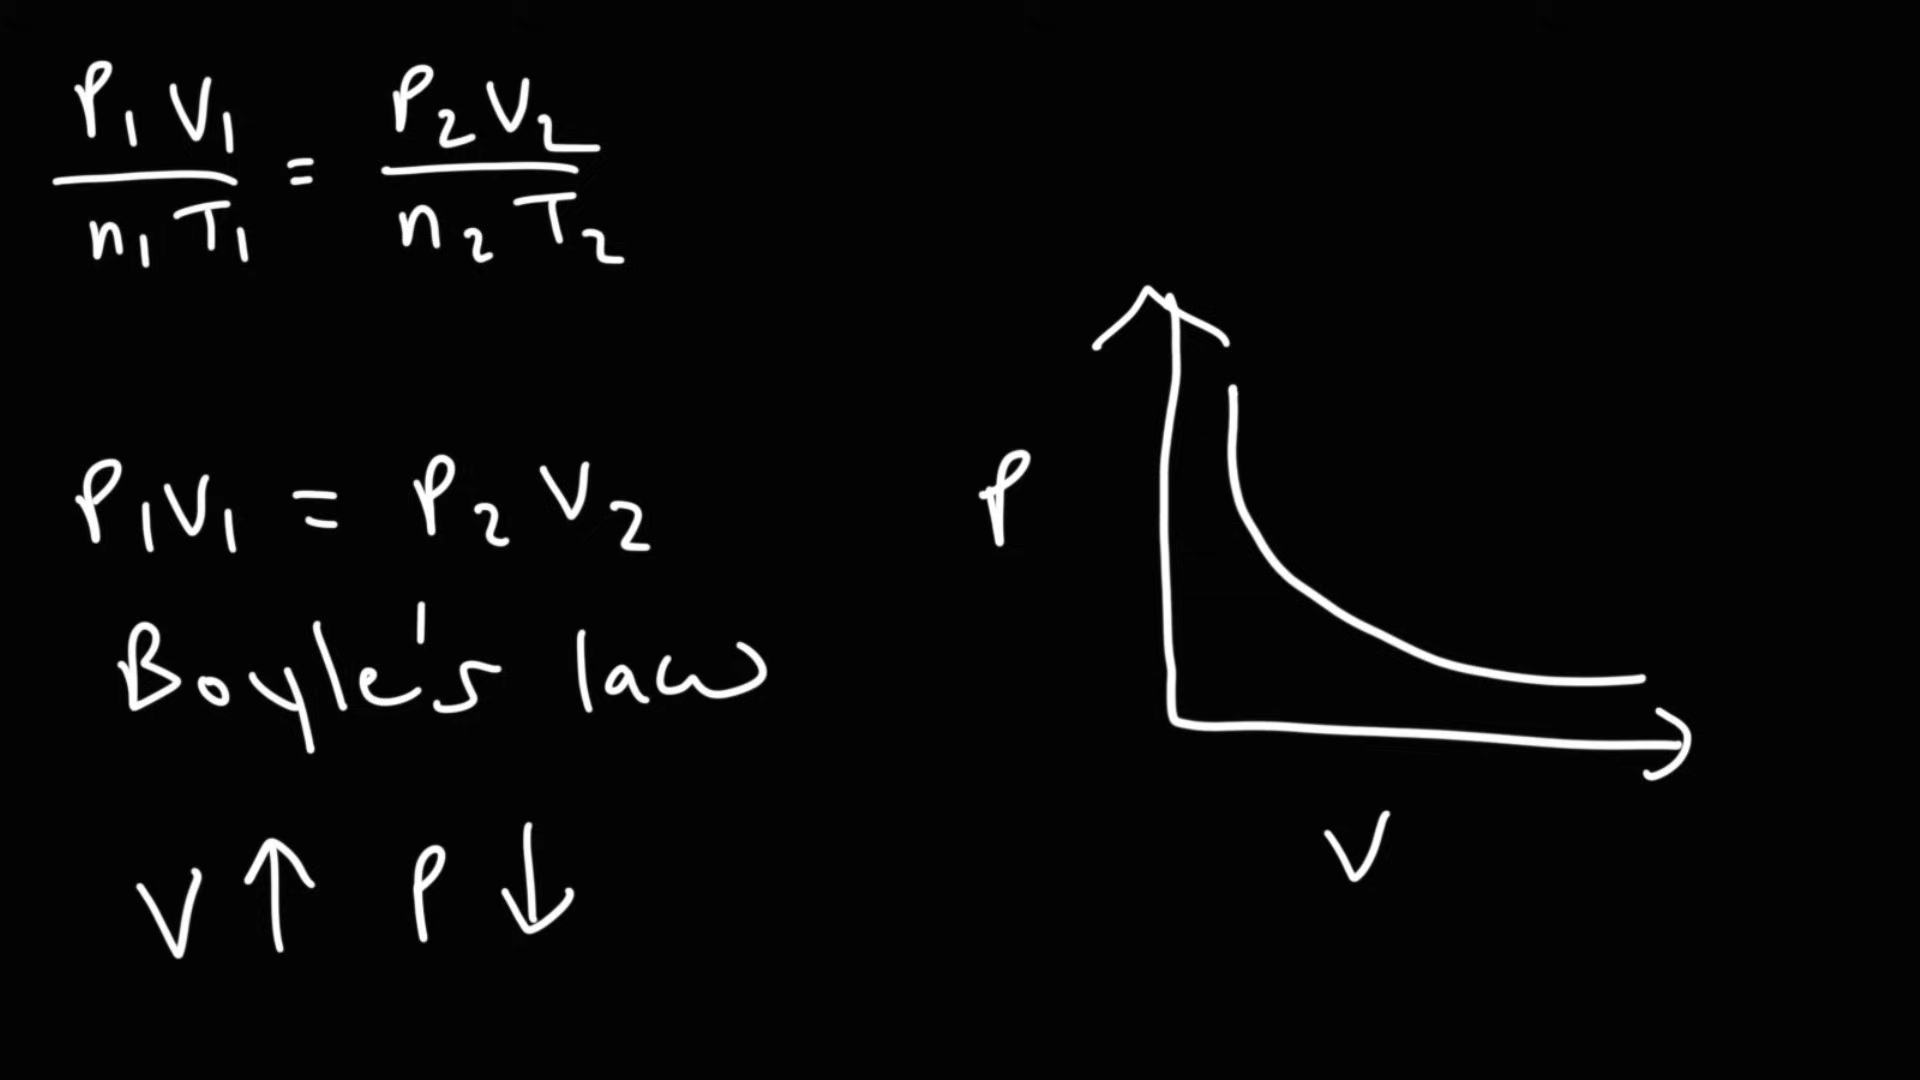 P₁V₁ = P₂V₂
n₁T₁ n₂T₂
P₁V₁ = P₂V₂
Boyle's law
V↑ P↓
P
V